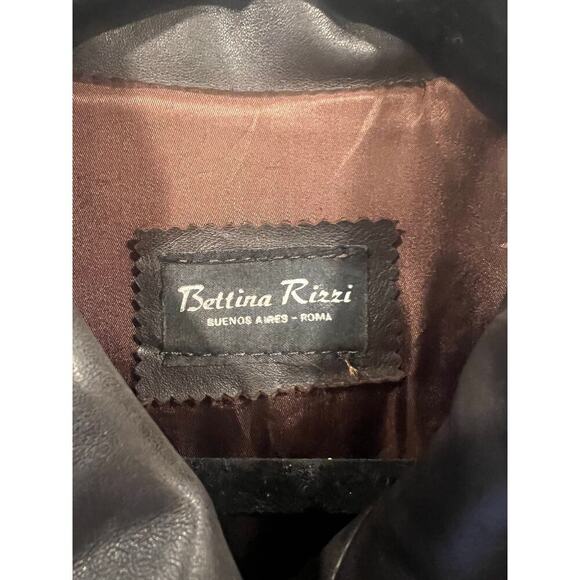 Bettina Rizzi
BUENOS AIRES - ROMA